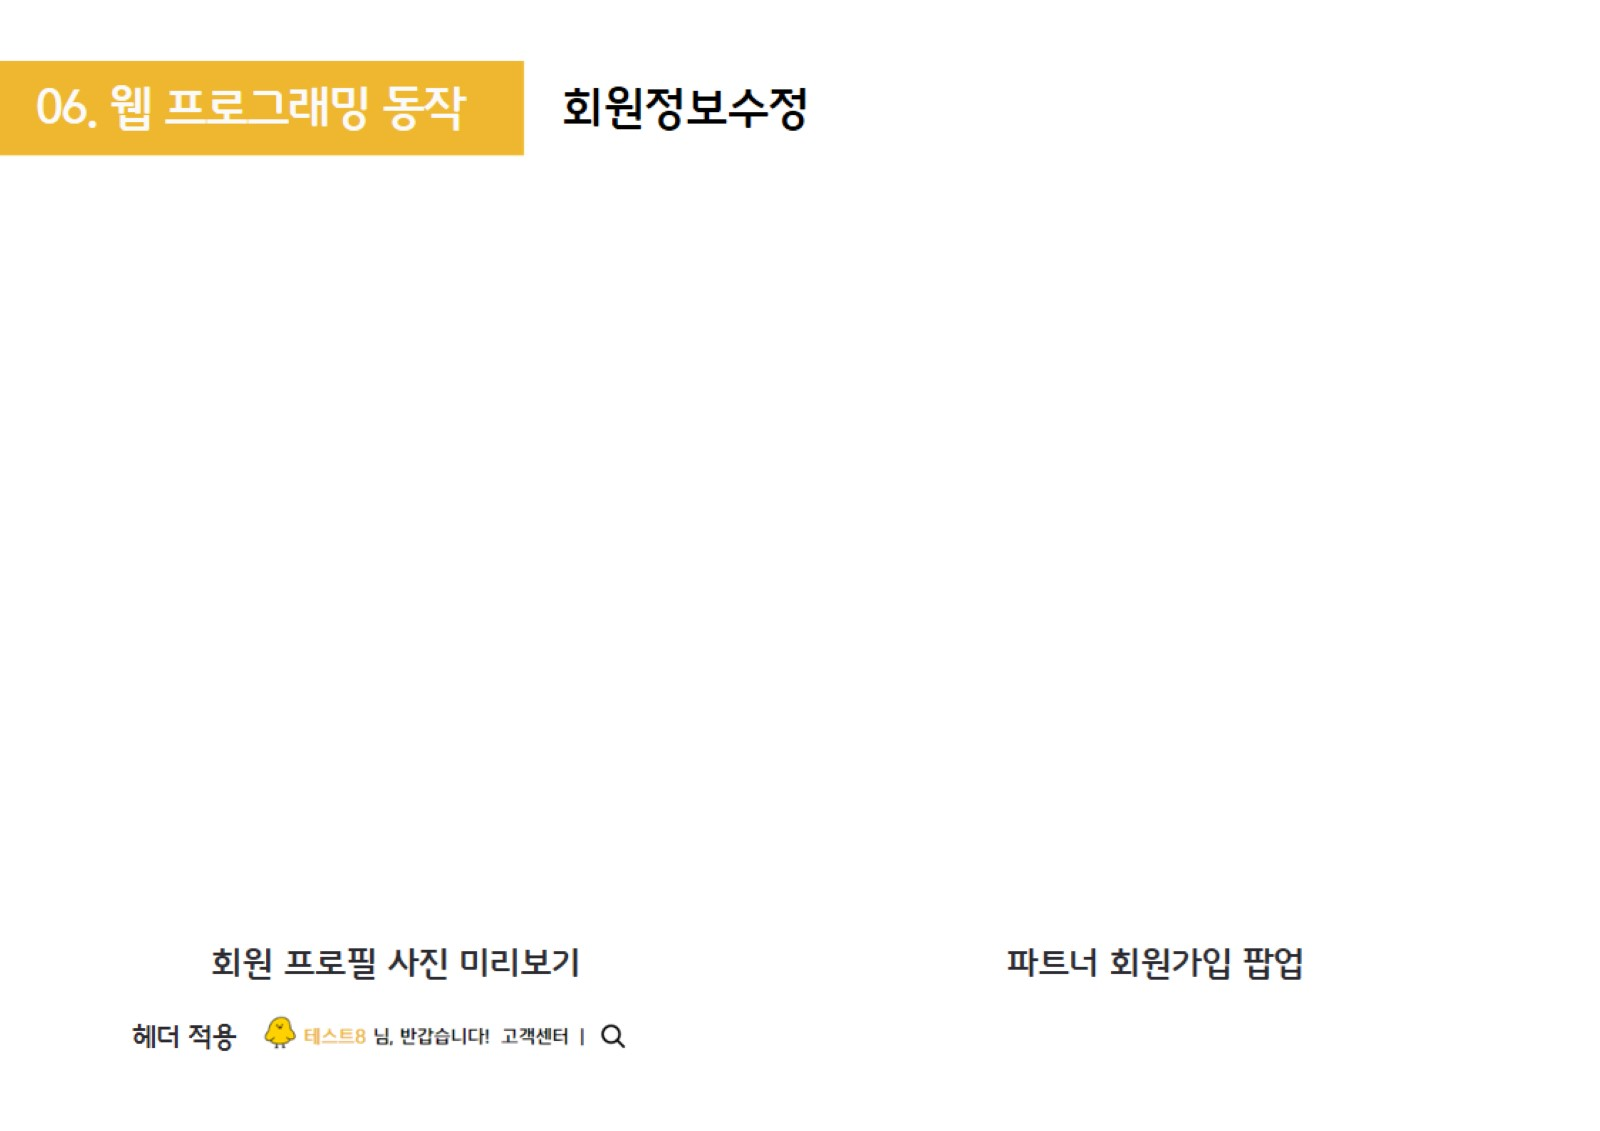 06. 웹 프로그래밍 동작
회원정보수정
회원 프로필 사진 미리보기
파트너 회원가입 팝업
헤더 적용
테스트8 님, 반갑습니다! 고객센터 |